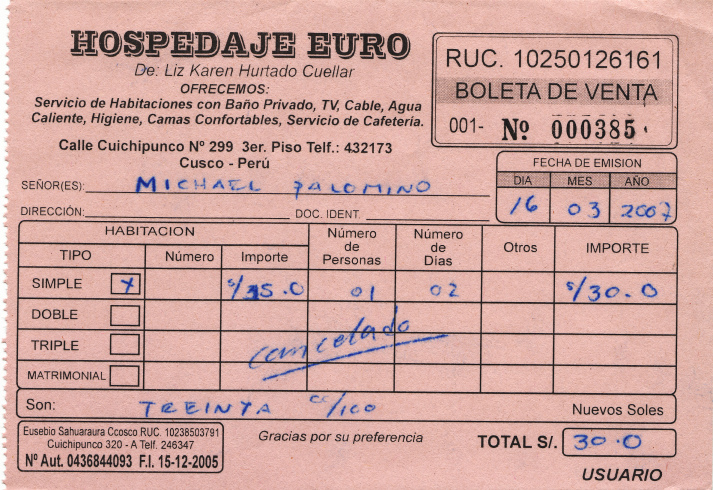 HOSPEDAJE EURO
De: Liz Karen Hurtado Cuellar
OFRECEMOS:
Servicio de Habitaciones con Baño Privado, TV, Cable, Agua
Caliente, Higiene, Camas Confortables, Servicio de Cafetería.
Calle Cuichipunco Nº 299 3er. Piso Telf.: 432173
Cusco - Perú
RUC. 10250126161
BOLETA DE VENTA
001- Nº 000385
FECHA DE EMISION
DIA MES AÑO
16 03 2007
SEÑOR(ES): MICHAEL PALOMINO
DIRECCIÓN: DOC. IDENT.
HABITACION
TIPO Número Importe Número de Personas Número de Días Otros IMPORTE
SIMPLE x S/15.0 01 02 S/30.0
DOBLE
TRIPLE
MATRIMONIAL
cancelado
Son: TREINTA 00/100 Nuevos Soles
Eusebio Sahuaraura Ccosco RUC. 10238503791
Cuichipunco 320 - A Telf. 246347
Nº Aut. 0436844093 F.I. 15-12-2005
Gracias por su preferencia
TOTAL S/. 30.0
USUARIO